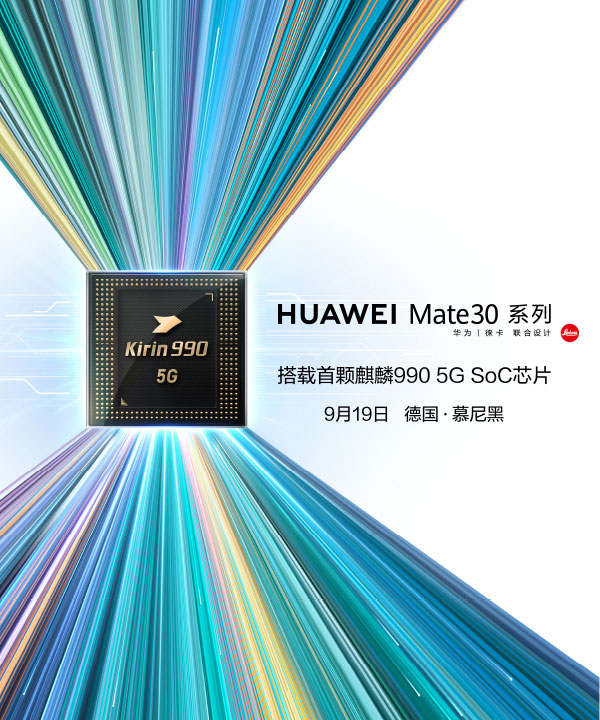 Kirin 990
5G
HUAWEI Mate30 系列
华为 | 徕卡 联合设计
Leica
搭载首颗麒麟990 5G SoC芯片
9月19日 德国·慕尼黑